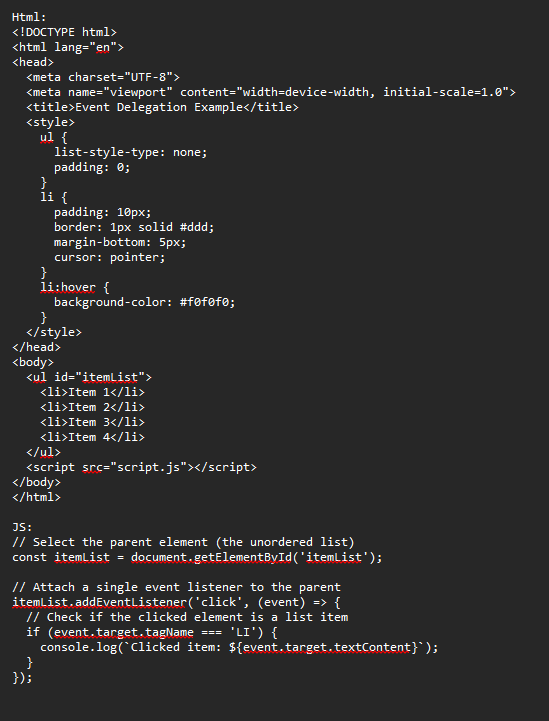 Html:
<!DOCTYPE html>
<html lang="en">
<head>
  <meta charset="UTF-8">
  <meta name="viewport" content="width=device-width, initial-scale=1.0">
  <title>Event Delegation Example</title>
  <style>
    ul {
      list-style-type: none;
      padding: 0;
    }
    li {
      padding: 10px;
      border: 1px solid #ddd;
      margin-bottom: 5px;
      cursor: pointer;
    }
    li:hover {
      background-color: #f0f0f0;
    }
  </style>
</head>
<body>
  <ul id="itemList">
    <li>Item 1</li>
    <li>Item 2</li>
    <li>Item 3</li>
    <li>Item 4</li>
  </ul>
  <script src="script.js"></script>
</body>
</html>

JS:
// Select the parent element (the unordered list)
const itemList = document.getElementById('itemList');

// Attach a single event listener to the parent
itemList.addEventListener('click', (event) => {
  // Check if the clicked element is a list item
  if (event.target.tagName === 'LI') {
    console.log(`Clicked item: ${event.target.textContent}`);
  }
});